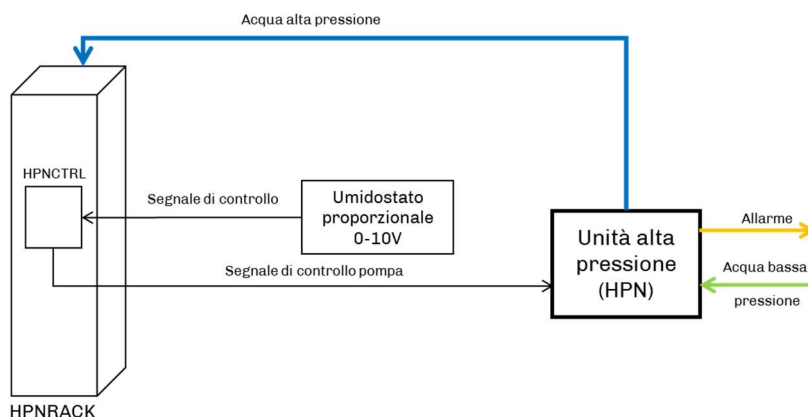 Acqua alta pressione
HPNCTRL
Segnale di controllo
Umidostato
proporzionale
0-10V
Segnale di controllo pompa
Unità alta
pressione
(HPN)
Allarme
Acqua bassa
pressione
HPNRACK